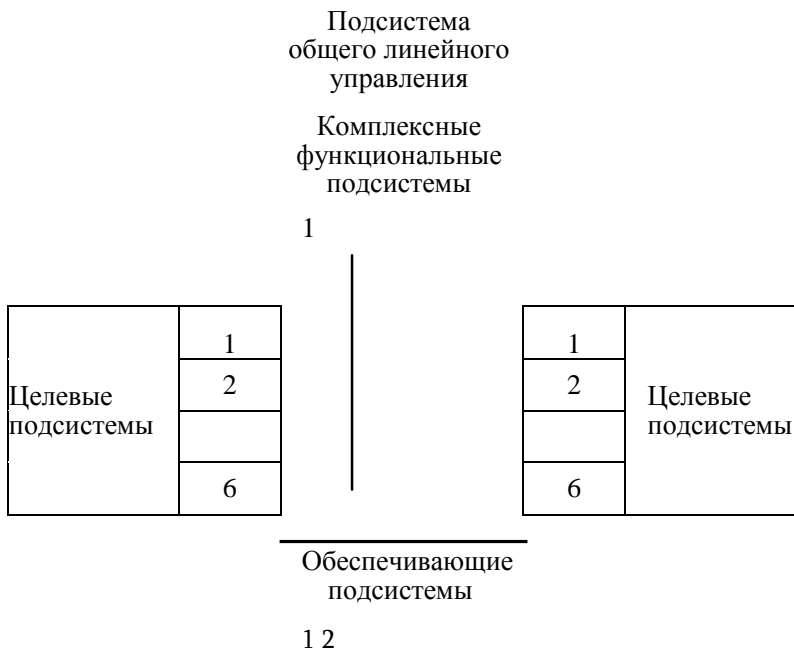 Подсистема
общего линейного
управления
Комплексные
функциональные
подсистемы
1
Целевые
подсистемы
1
2
6
1
2
6
Целевые
подсистемы
Обеспечивающие
подсистемы
1 2